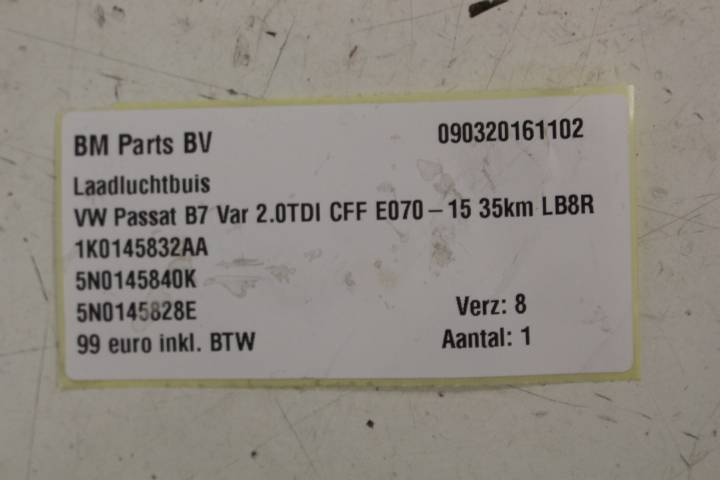 BM Parts BV 090320161102
Laadluchtbuis
VW Passat B7 Var 2.0TDI CFF E070-15 35km LB8R
1K0145832AA
5N0145840K
5N0145828E Verz: 8
99 euro inkl. BTW Aantal: 1